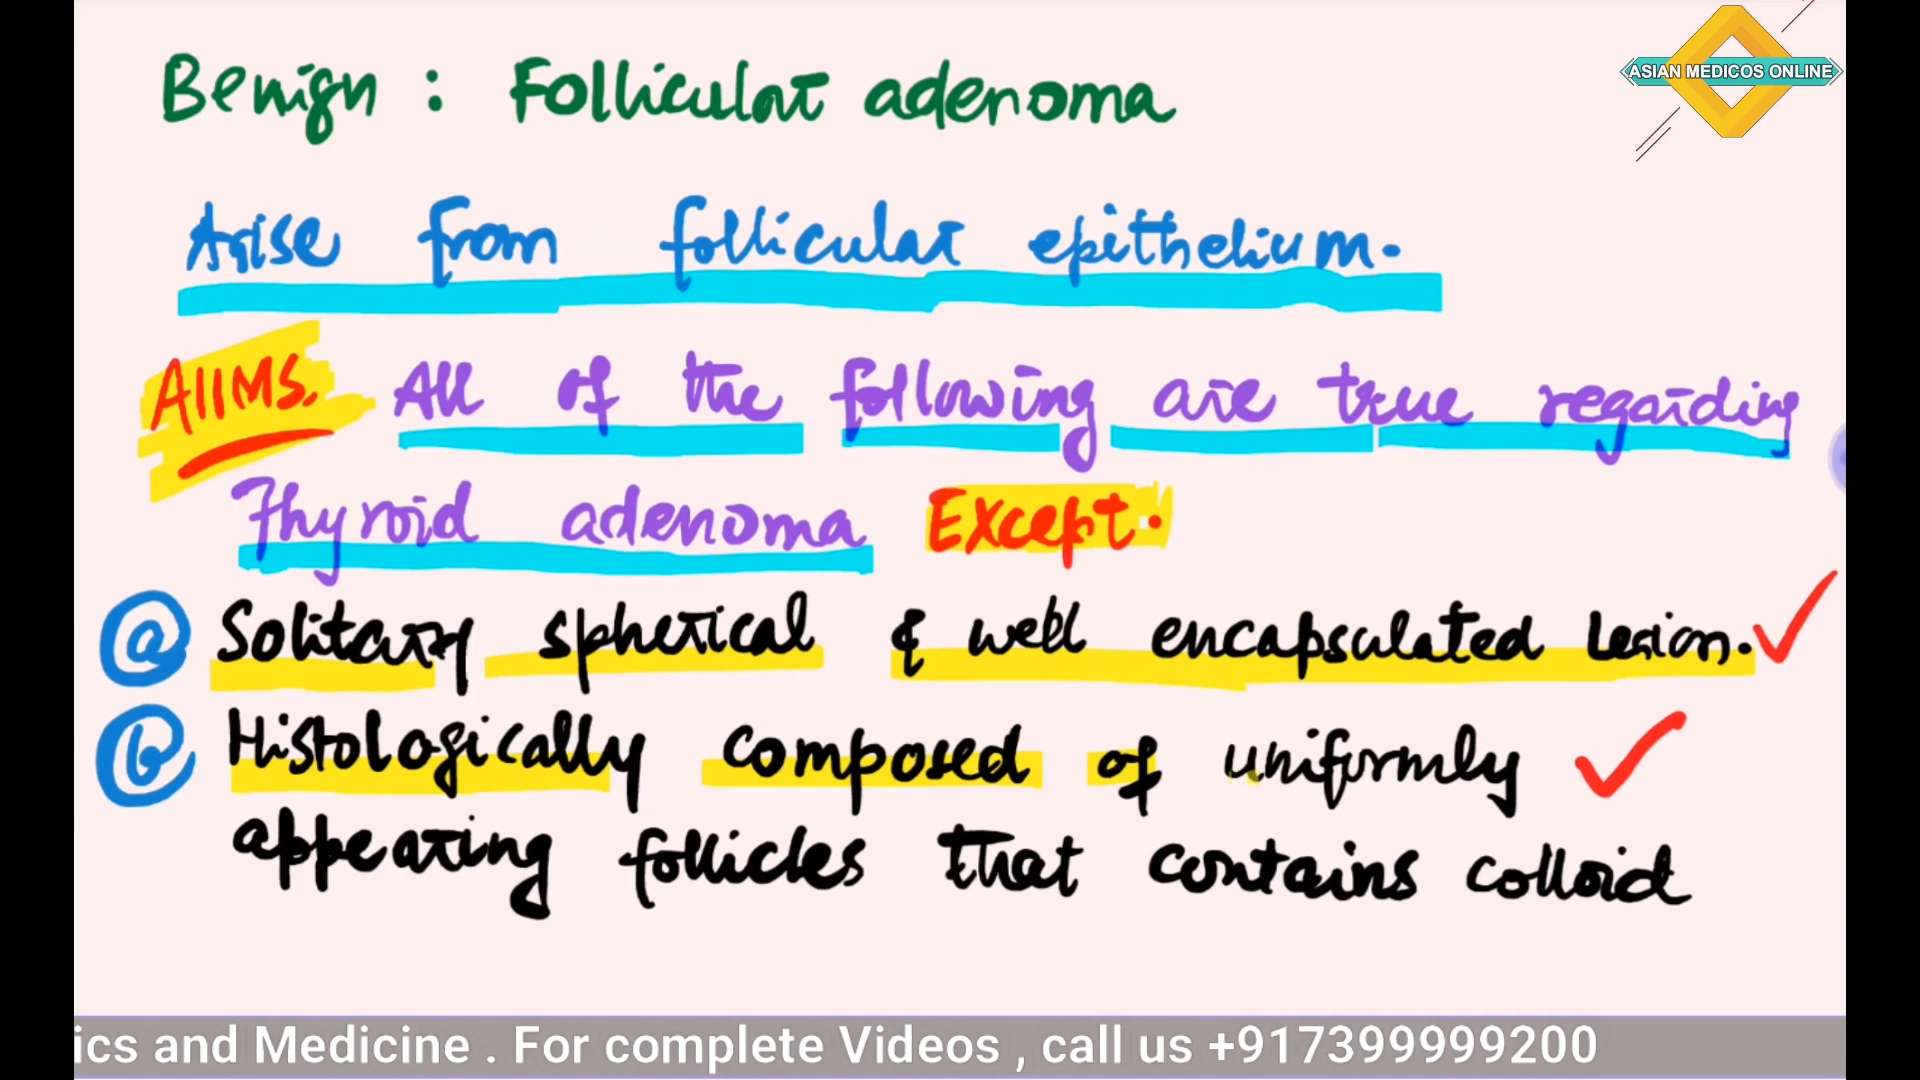 Benign : Follicular adenoma
ASIAN MEDICOS ONLINE
Arise from follicular epithelium.
AIIMS. All of the following are true regarding
Thyroid adenoma Except.
(a) Solitary spherical & well encapsulated lesion. ✓
(b) Histologically composed of uniformly ✓
appearing follicles that contains colloid
ics and Medicine . For complete Videos , call us +917399999200